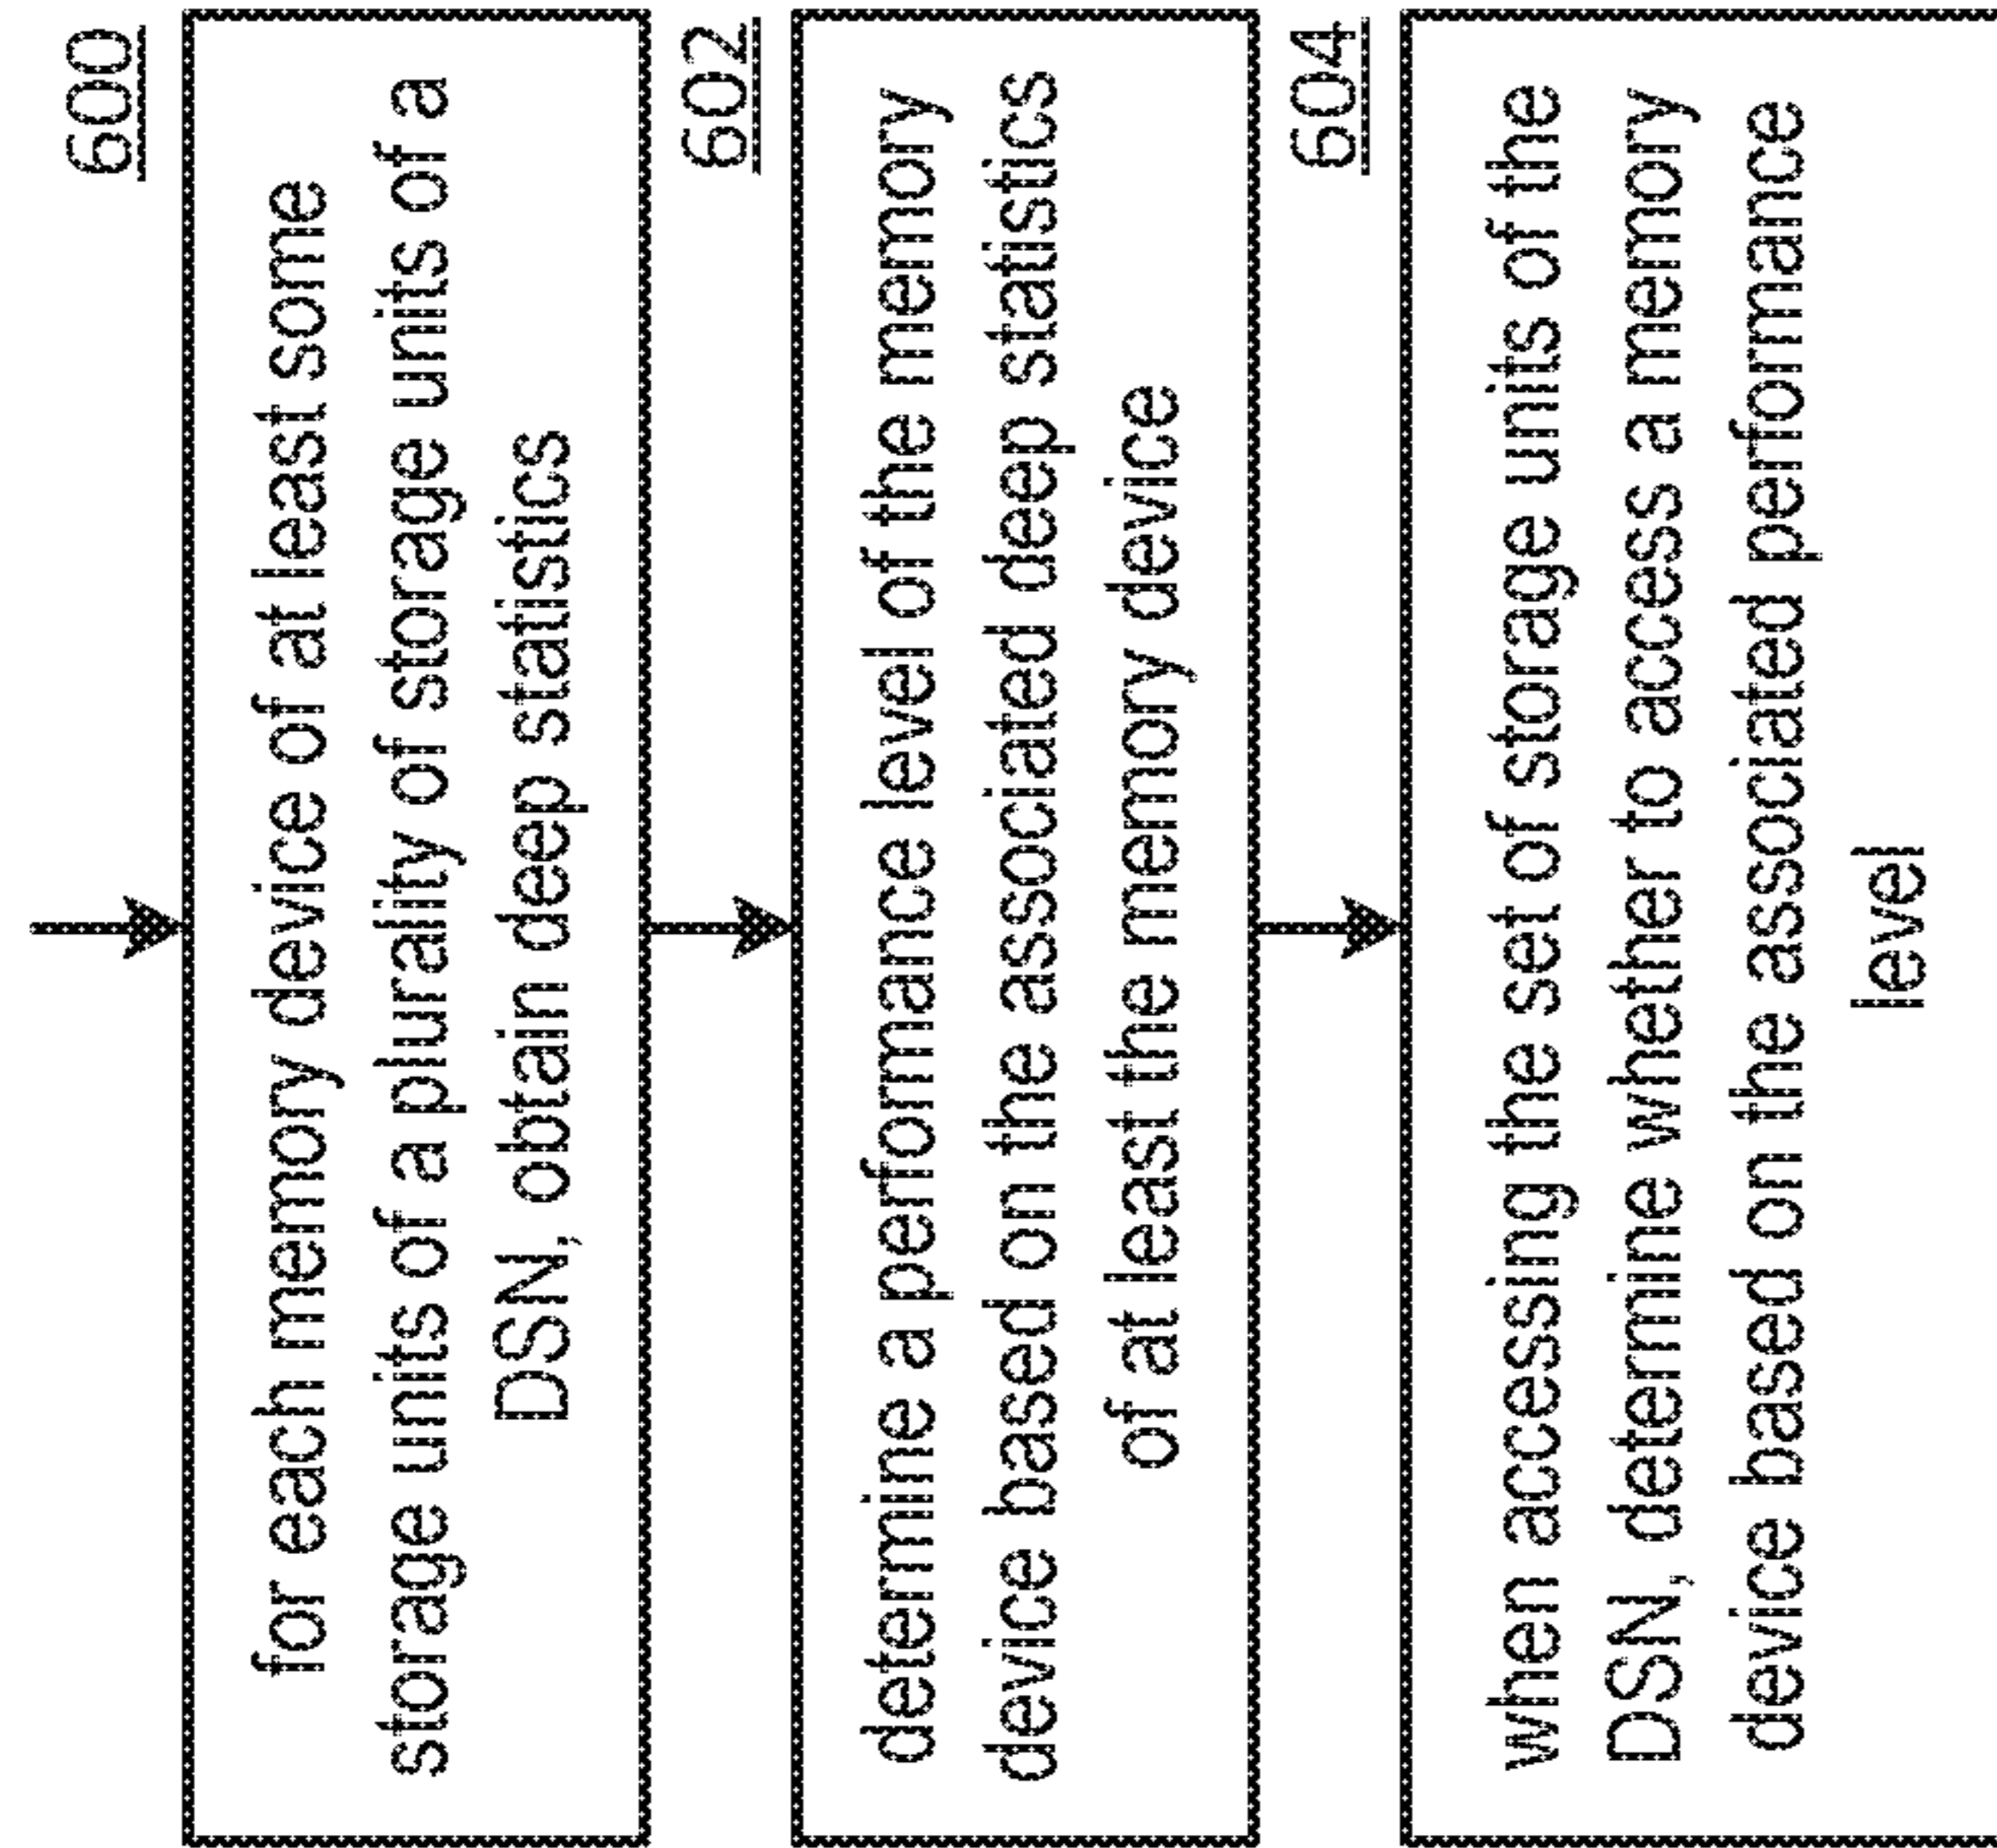 600
for each memory device of at least some
storage units of a plurality of storage units of a
DSN, obtain deep statistics
602
determine a performance level of the memory
device based on the associated deep statistics
of at least the memory device
604
when accessing the set of storage units of the
DSN, determine whether to access a memory
device based on the associated performance
level